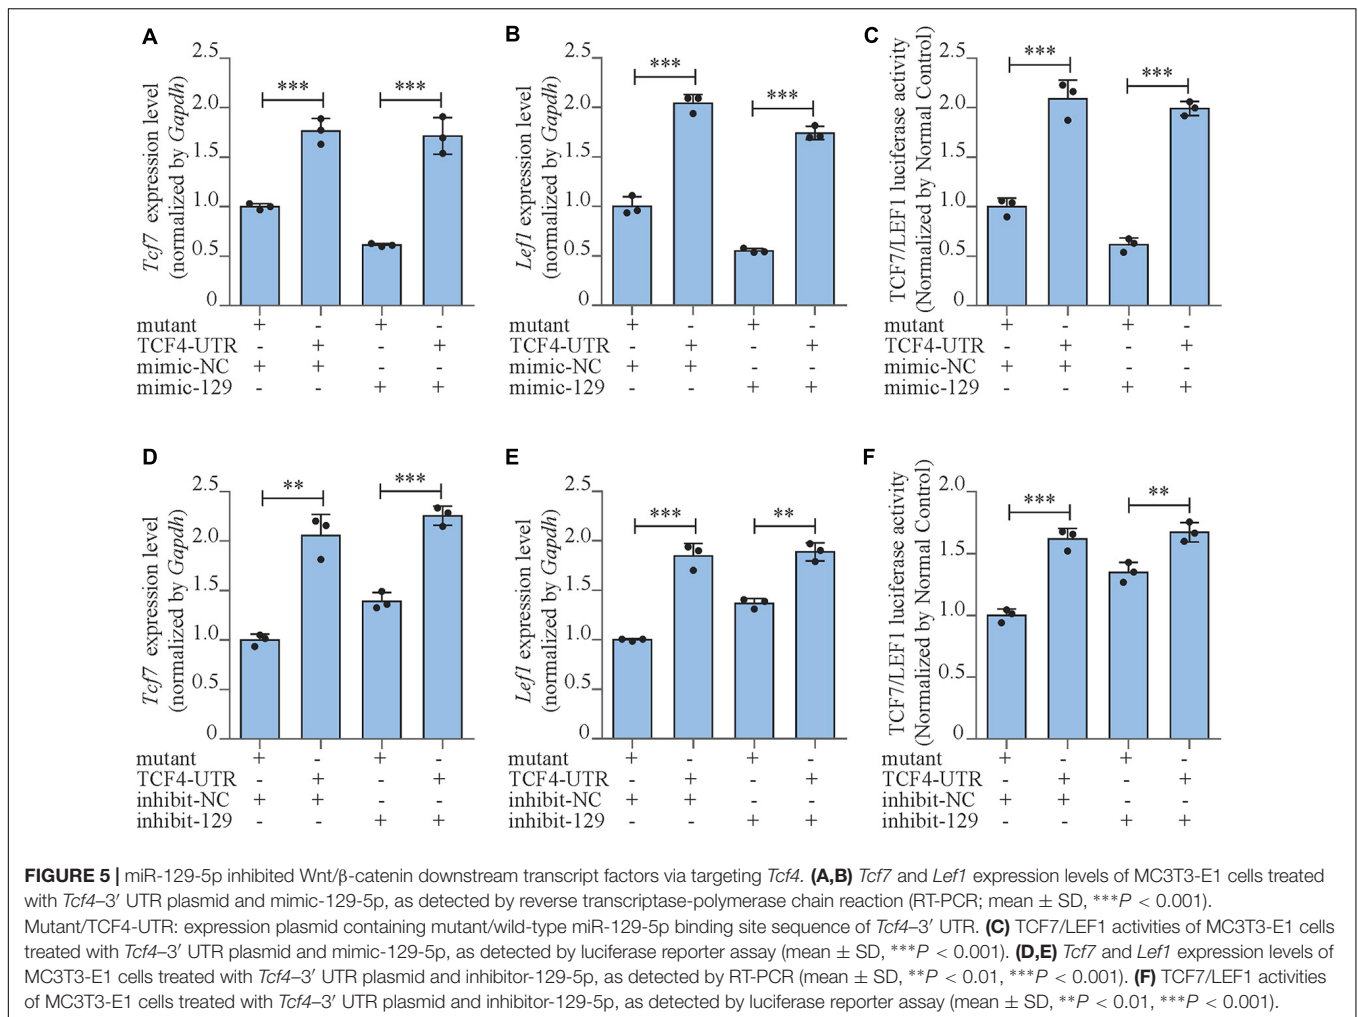 A
Tcf7 expression level
(normalized by Gapdh)
2.5
2.0
1.5
1.0
0.5
0
*** ***
mutant + - + -
TCF4-UTR - + - +
mimic-NC + + - -
mimic-129 - - + +
B
Lef1 expression level
(normalized by Gapdh)
2.5
2.0
1.5
1.0
0.5
0
*** ***
mutant + - + -
TCF4-UTR - + - +
mimic-NC + + - -
mimic-129 - - + +
C
TCF7/LEF1 luciferase activity
(Normalized by Normal Control)
2.5
2.0
1.5
1.0
0.5
0
*** ***
mutant + - + -
TCF4-UTR - + - +
mimic-NC + + - -
mimic-129 - - + +
D
Tcf7 expression level
(normalized by Gapdh)
2.5
2.0
1.5
1.0
0.5
0
** ***
mutant + - + -
TCF4-UTR - + - +
inhibit-NC + + - -
inhibit-129 - - + +
E
Lef1 expression level
(normalized by Gapdh)
2.5
2.0
1.5
1.0
0.5
0
*** **
mutant + - + -
TCF4-UTR - + - +
inhibit-NC + + - -
inhibit-129 - - + +
F
TCF7/LEF1 luciferase activity
(Normalized by Normal Control)
2.0
1.5
1.0
0.5
0
*** **
mutant + - + -
TCF4-UTR - + - +
inhibit-NC + + - -
inhibit-129 - - + +
FIGURE 5 | miR-129-5p inhibited Wnt/β-catenin downstream transcript factors via targeting Tcf4. (A,B) Tcf7 and Lef1 expression levels of MC3T3-E1 cells treated
with Tcf4–3′ UTR plasmid and mimic-129-5p, as detected by reverse transcriptase-polymerase chain reaction (RT-PCR; mean ± SD, ***P < 0.001).
Mutant/TCF4-UTR: expression plasmid containing mutant/wild-type miR-129-5p binding site sequence of Tcf4–3′ UTR. (C) TCF7/LEF1 activities of MC3T3-E1 cells
treated with Tcf4–3′ UTR plasmid and mimic-129-5p, as detected by luciferase reporter assay (mean ± SD, ***P < 0.001). (D,E) Tcf7 and Lef1 expression levels of
MC3T3-E1 cells treated with Tcf4–3′ UTR plasmid and inhibitor-129-5p, as detected by RT-PCR (mean ± SD, **P < 0.01, ***P < 0.001). (F) TCF7/LEF1 activities
of MC3T3-E1 cells treated with Tcf4–3′ UTR plasmid and inhibitor-129-5p, as detected by luciferase reporter assay (mean ± SD, **P < 0.01, ***P < 0.001).